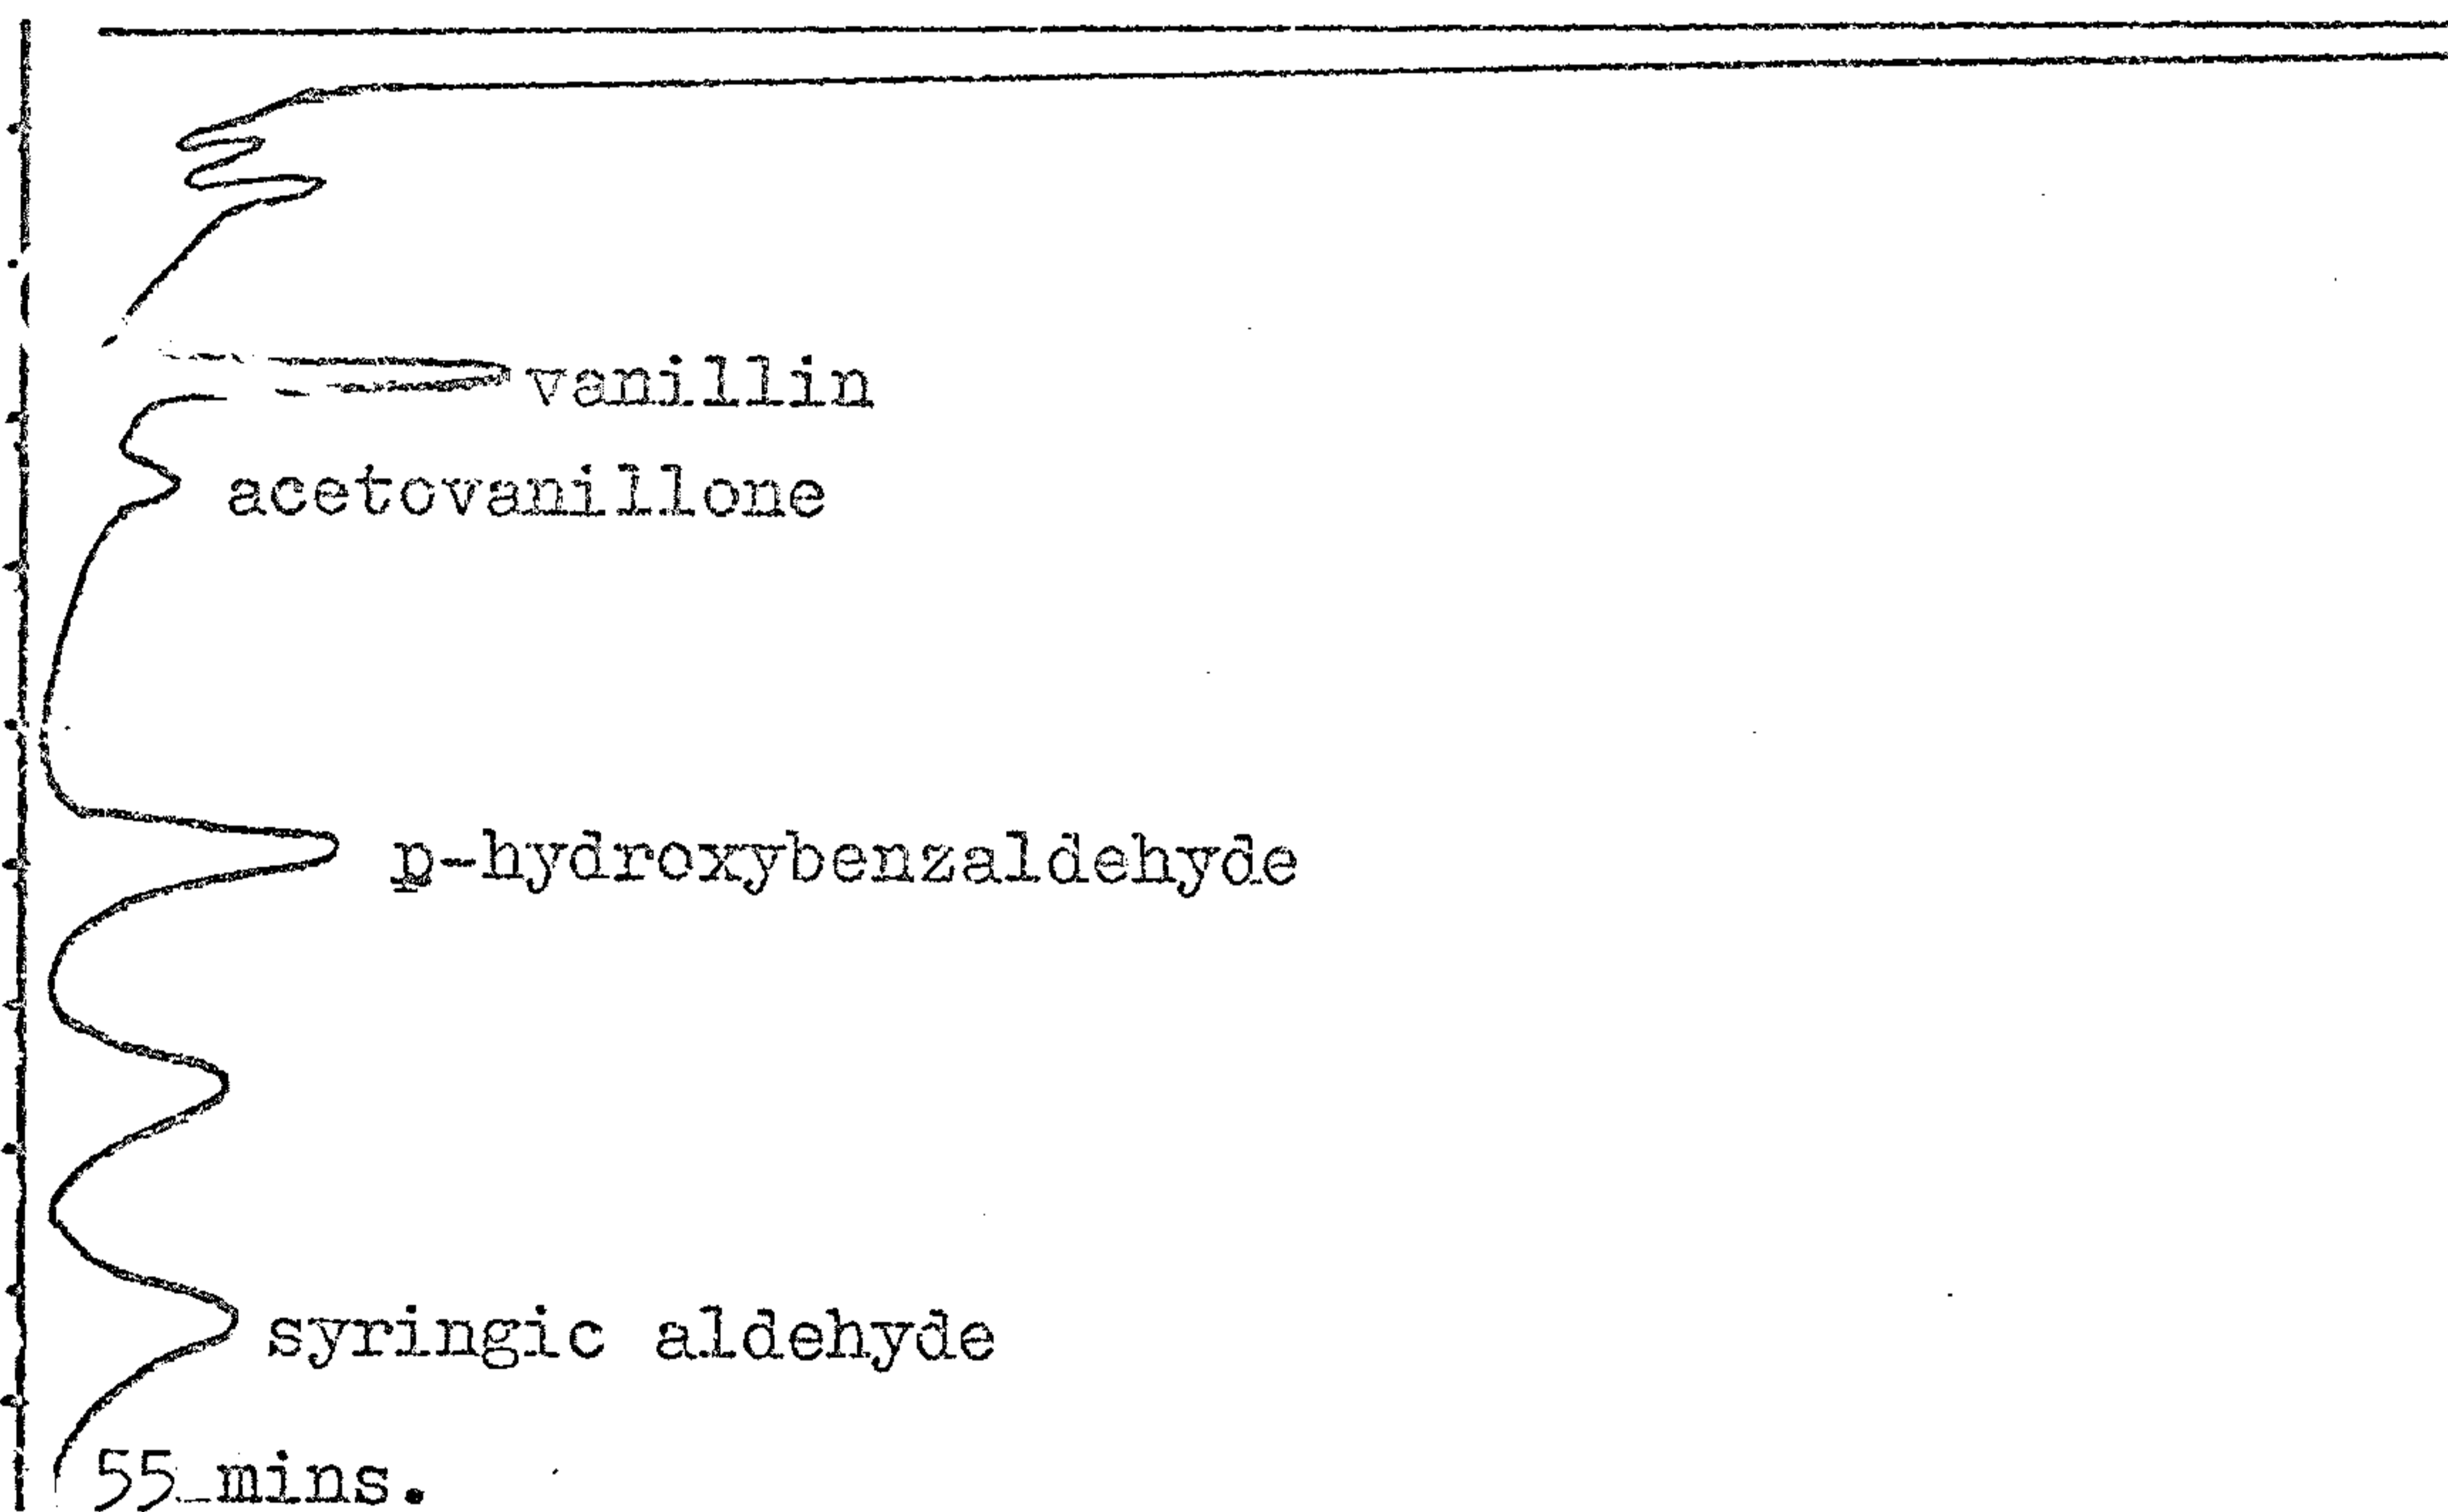 vanillin
acetovanillone
p-hydroxybenzaldehyde
syringic aldehyde
55 mins.